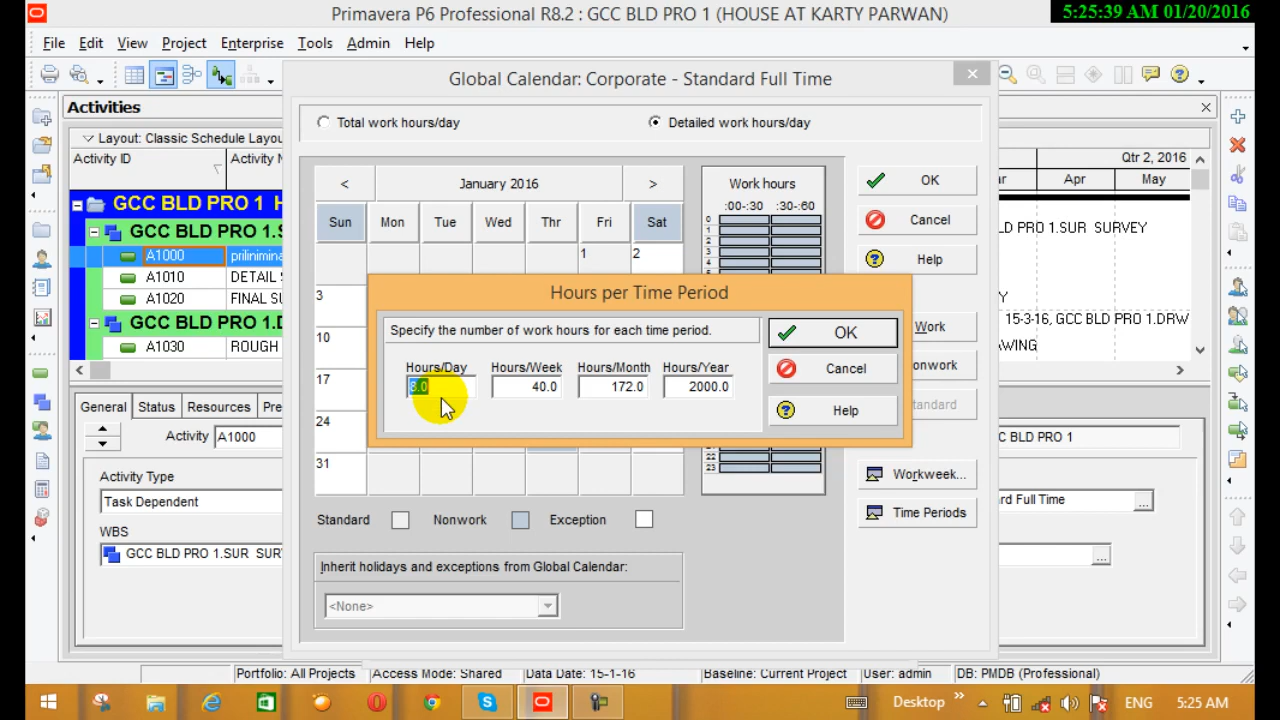 Primavera P6 Professional R8.2 : GCC BLD PRO 1 (HOUSE AT KARTY PARWAN)
5:25:39 AM 01/20/2016
File Edit View Project Enterprise Tools Admin Help
Global Calendar: Corporate - Standard Full Time
Activities
Total work hours/day
Detailed work hours/day
Layout: Classic Schedule Layou
Activity ID
Activity N
Qtr 2, 2016
Apr
May
< January 2016 >
Work hours
:00-:30 :30-:60
Sun Mon Tue Wed Thr Fri Sat
1 2
3
10
17
24
31
0
1
2
3
4
22
23
OK
Cancel
Help
Work
onwork
tandard
Workweek...
Time Periods
GCC BLD PRO 1 H
GCC BLD PRO 1.S
A1000
A1010 DETAIL S
A1020 FINAL SU
GCC BLD PRO 1.D
A1030 ROUGH
LD PRO 1.SUR SURVEY
15-3-16, GCC BLD PRO 1.DRW
AWING
Hours per Time Period
Specify the number of work hours for each time period.
Hours/Day Hours/Week Hours/Month Hours/Year
8.0 40.0 172.0 2000.0
OK
Cancel
Help
General Status Resources Pre
Activity A1000
C BLD PRO 1
Activity Type
Task Dependent
rd Full Time
...
WBS
GCC BLD PRO 1.SUR SUR
...
Standard Nonwork Exception
Inherit holidays and exceptions from Global Calendar:
<None>
Portfolio: All Projects
Access Mode: Shared
Data Date: 15-1-16
Baseline: Current Project
User: admin
DB: PMDB (Professional)
Desktop
ENG
5:25 AM